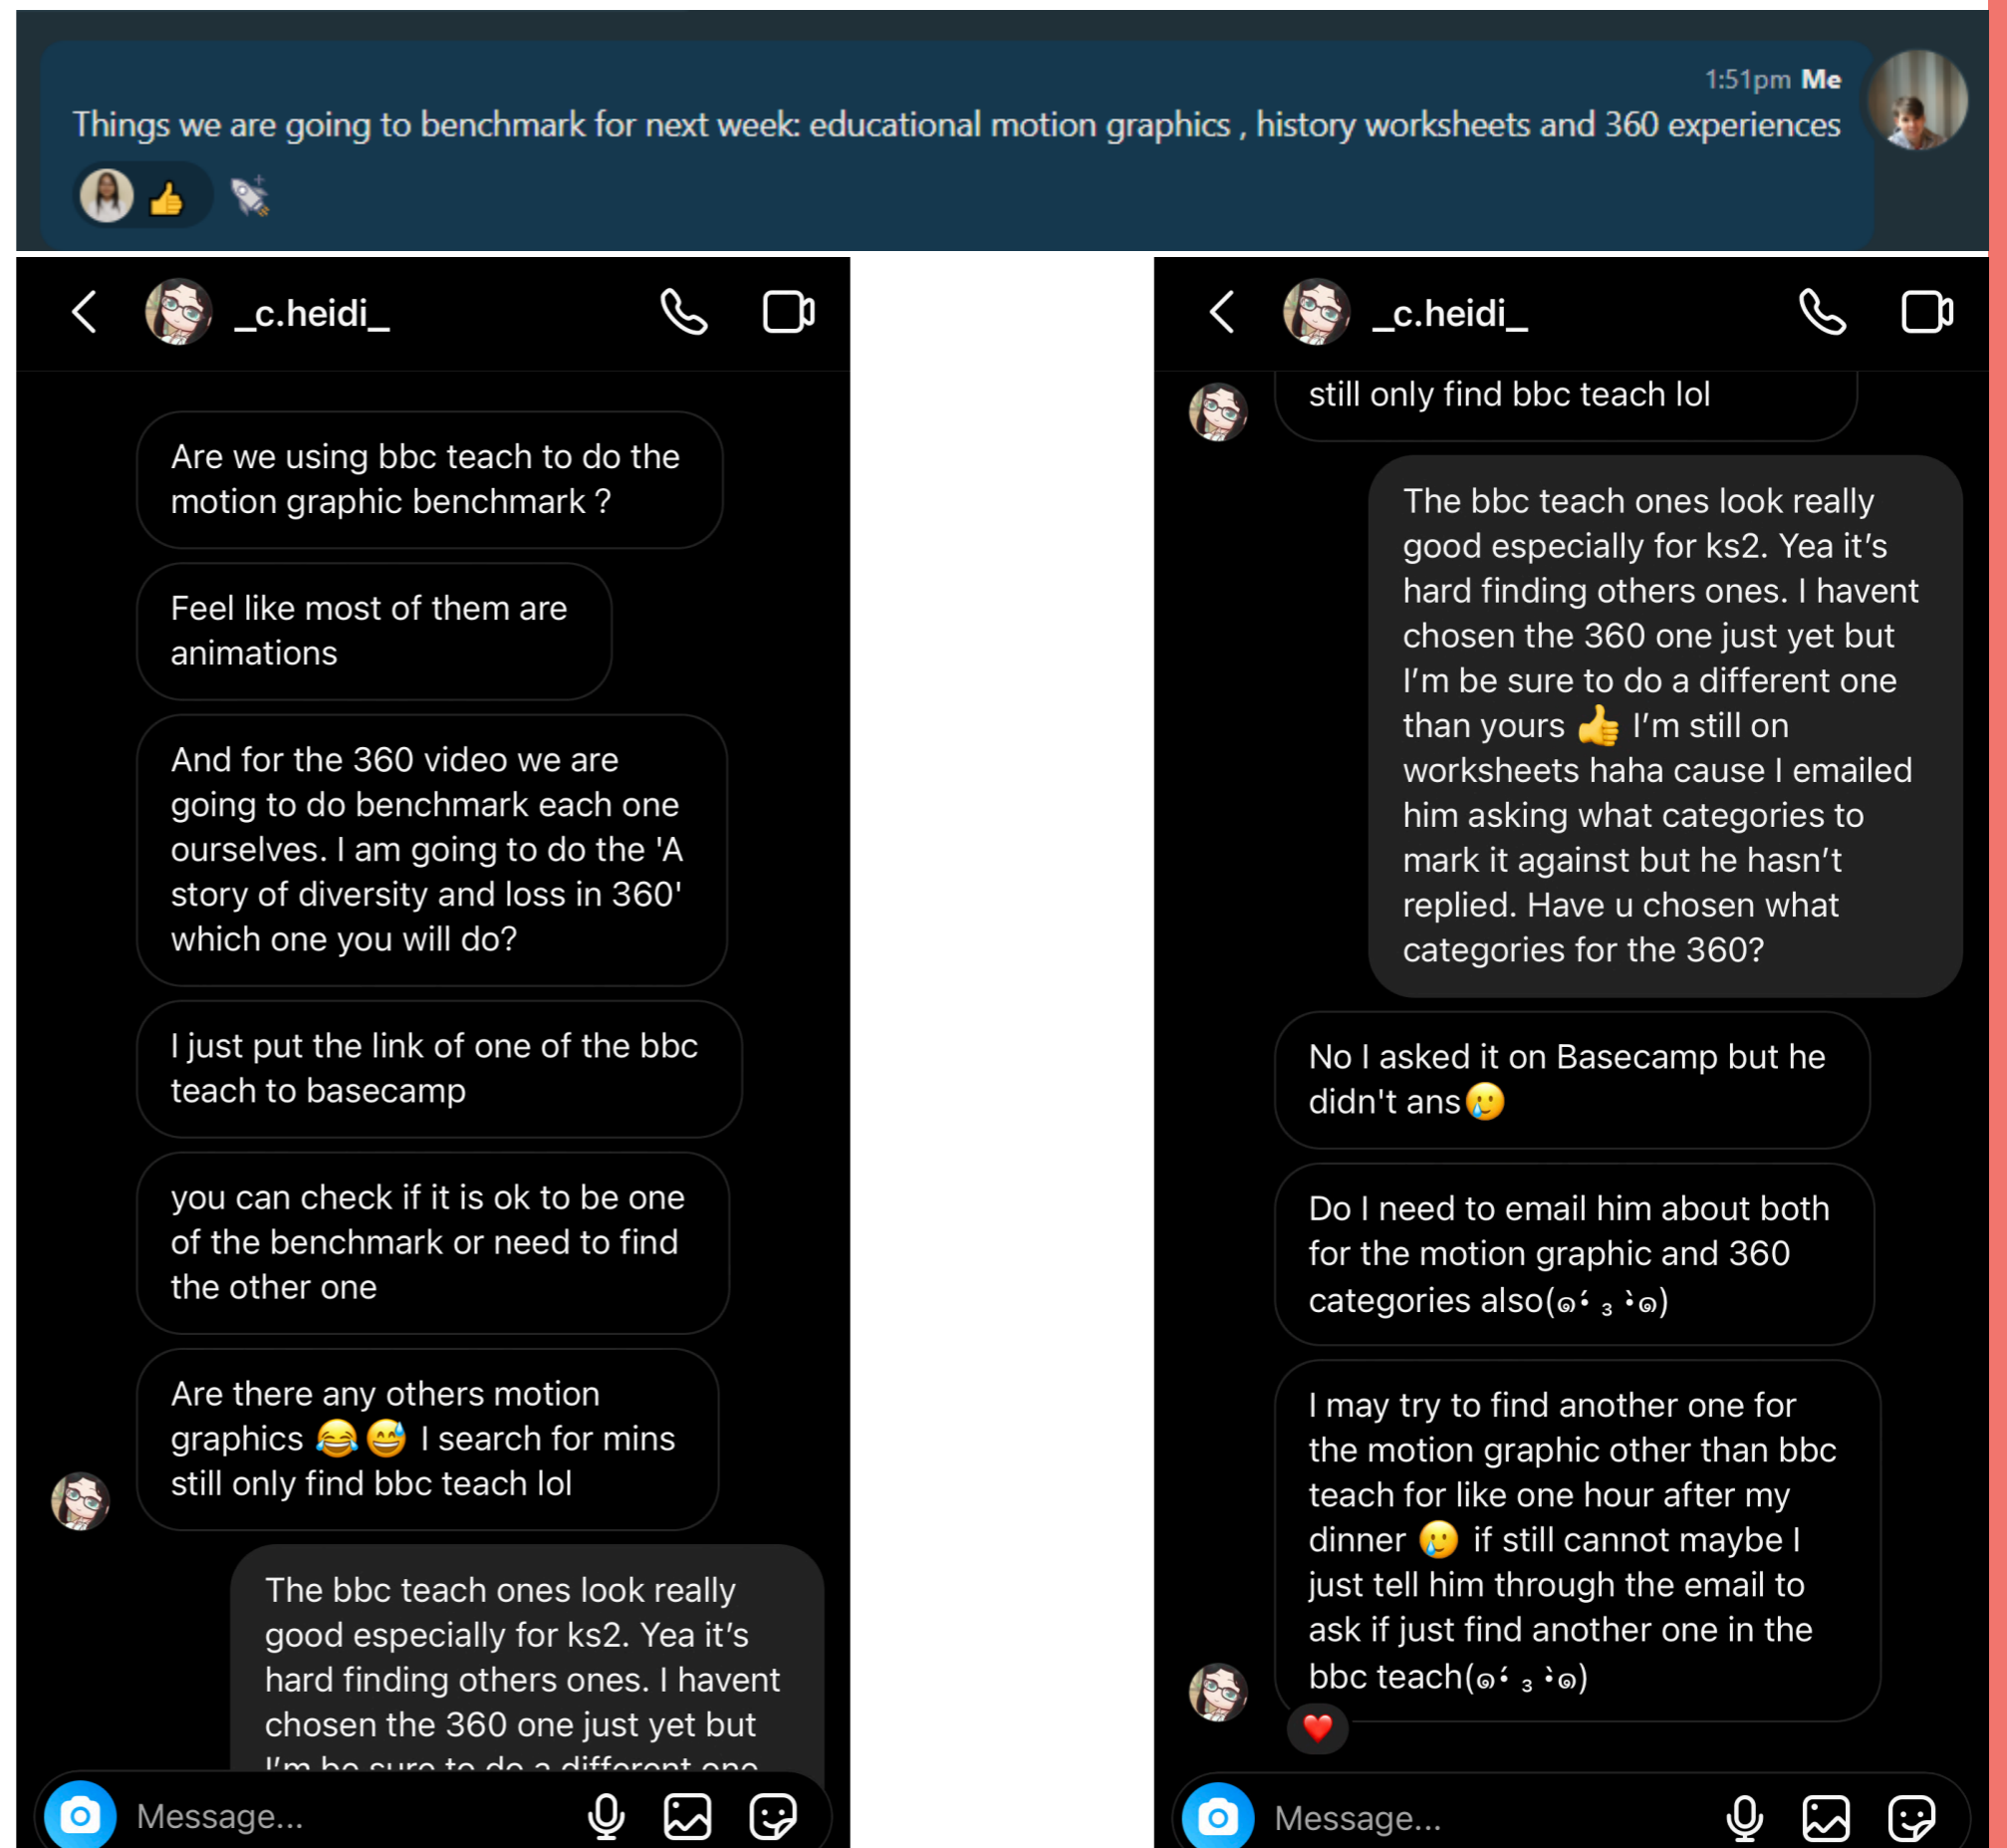 1:51pm Me
Things we are going to benchmark for next week: educational motion graphics , history worksheets and 360 experiences
_c.heidi_
Are we using bbc teach to do the
motion graphic benchmark ?
Feel like most of them are
animations
And for the 360 video we are
going to do benchmark each one
ourselves. I am going to do the 'A
story of diversity and loss in 360'
which one you will do?
I just put the link of one of the bbc
teach to basecamp
you can check if it is ok to be one
of the benchmark or need to find
the other one
Are there any others motion
graphics 😂😅 I search for mins
still only find bbc teach lol
The bbc teach ones look really
good especially for ks2. Yea it’s
hard finding others ones. I havent
chosen the 360 one just yet but
I’m be sure to do a different one
Message...
_c.heidi_
still only find bbc teach lol
The bbc teach ones look really
good especially for ks2. Yea it’s
hard finding others ones. I havent
chosen the 360 one just yet but
I’m be sure to do a different one
than yours 👍 I’m still on
worksheets haha cause I emailed
him asking what categories to
mark it against but he hasn’t
replied. Have u chosen what
categories for the 360?
No I asked it on Basecamp but he
didn't ans🥲
Do I need to email him about both
for the motion graphic and 360
categories also(๑•́ ₃ •̀๑)
I may try to find another one for
the motion graphic other than bbc
teach for like one hour after my
dinner 🥲 if still cannot maybe I
just tell him through the email to
ask if just find another one in the
bbc teach(๑•́ ₃ •̀๑)
Message...